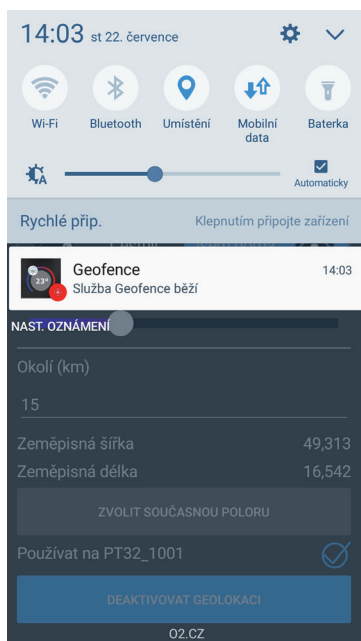 14:03 st 22. července
Wi-Fi Bluetooth Umístění Mobilní data Baterka
A
Automaticky
Rychlé příp. Klepnutím připojte zařízení
Geofence 14:03
23°
Služba Geofence běží
NAST. OZNÁMENÍ
Okolí (km)
15
Zeměpisná šířka 49,313
Zeměpisná délka 16,542
ZVOLIT SOUČASNOU POLORU
Používat na PT32_1001
DEAKTIVOVAT GEOLOKACI
O2.CZ